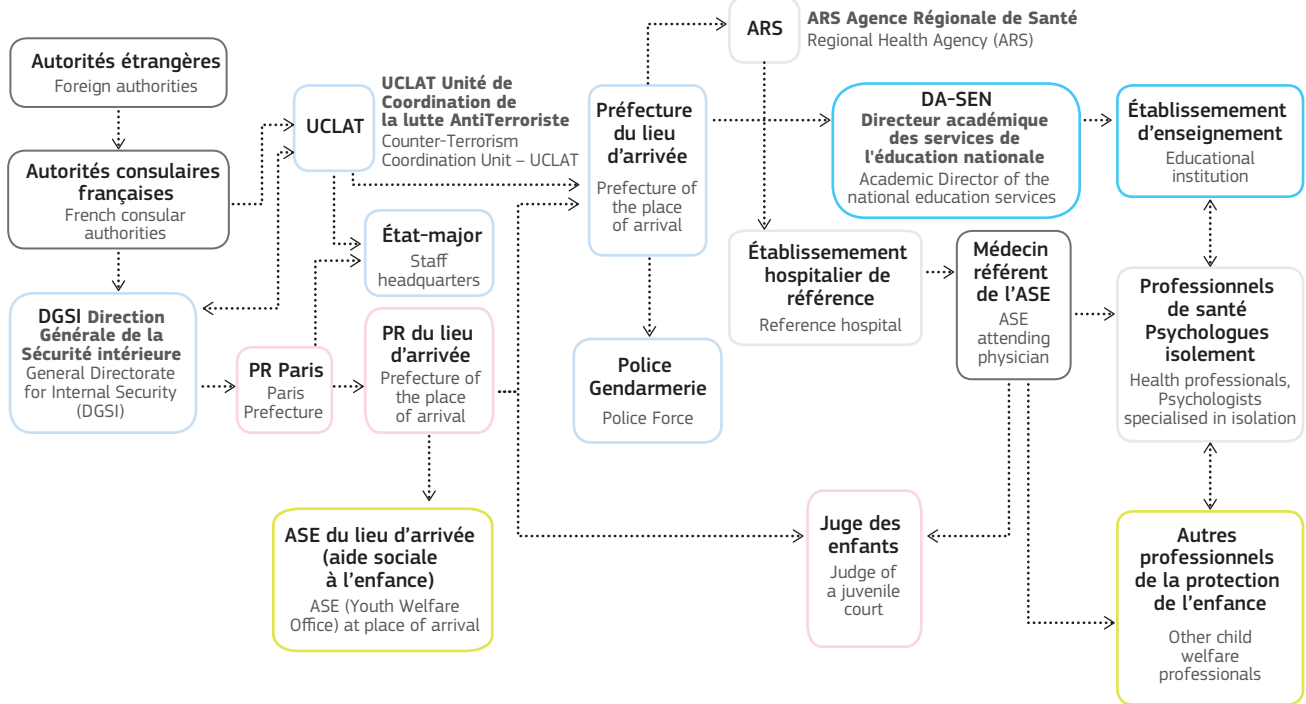 Autorités étrangères
Foreign authorities
Autorités consulaires
françaises
French consular
authorities
DGSI Direction
Générale de la
Sécurité intérieure
General Directorate
for Internal Security
(DGSI)
UCLAT
UCLAT Unité de
Coordination de
la lutte AntiTerroriste
Counter-Terrorism
Coordination Unit – UCLAT
État-major
Staff
headquarters
PR Paris
Paris
Prefecture
PR du lieu
d'arrivée
Prefecture of
the place
of arrival
ASE du lieu d'arrivée
(aide sociale
à l'enfance)
ASE (Youth Welfare
Office) at place of arrival
Préfecture
du lieu
d'arrivée
Prefecture of
the place
of arrival
Police
Gendarmerie
Police Force
ARS
ARS Agence Régionale de Santé
Regional Health Agency (ARS)
DA-SEN
Directeur académique
des services de
l'éducation nationale
Academic Director of the
national education services
Établissemement
d'enseignement
Educational
institution
Établissemement
hospitalier de
référence
Reference hospital
Médecin
référent
de l'ASE
ASE
attending
physician
Professionnels
de santé
Psychologues
isolement
Health professionals,
Psychologists
specialised in isolation
Juge des
enfants
Judge of
a juvenile
court
Autres
professionnels
de la protection
de l'enfance
Other child
welfare
professionals